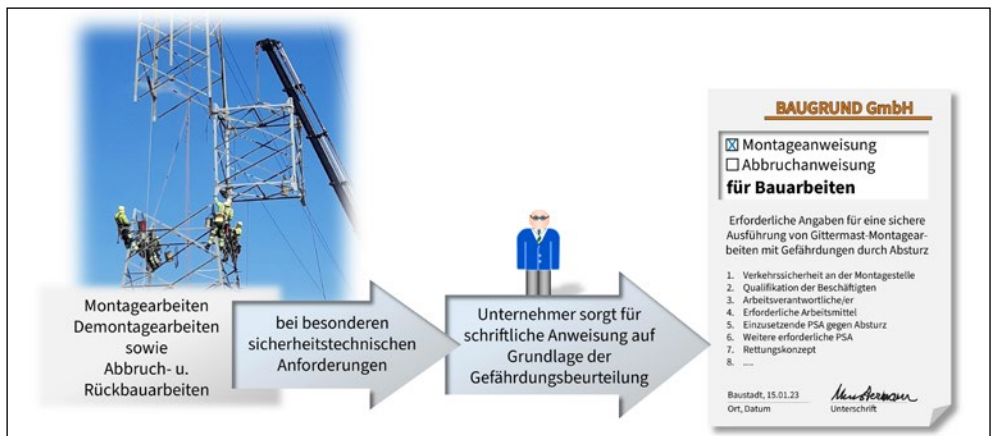 Montagearbeiten
Demontagearbeiten
sowie
Abbruch- u.
Rückbauarbeiten
bei besonderen
sicherheitstechnischen
Anforderungen
Unternehmer sorgt für
schriftliche Anweisung auf
Grundlage der
Gefährdungsbeurteilung
BAUGRUND GmbH
☒ Montageanweisung
☐ Abbruchanweisung
für Bauarbeiten
Erforderliche Angaben für eine sichere
Ausführung von Gittermast-Montagear-
beiten mit Gefährdungen durch Absturz
1. Verkehrssicherheit an der Montagestelle
2. Qualifikation der Beschäftigten
3. Arbeitsverantwortliche/er
4. Erforderliche Arbeitsmittel
5. Einzusetzende PSA gegen Absturz
6. Weitere erforderliche PSA
7. Rettungskonzept
8. ....
Baustadt, 15.01.23
Mustermann
Ort, Datum
Unterschrift